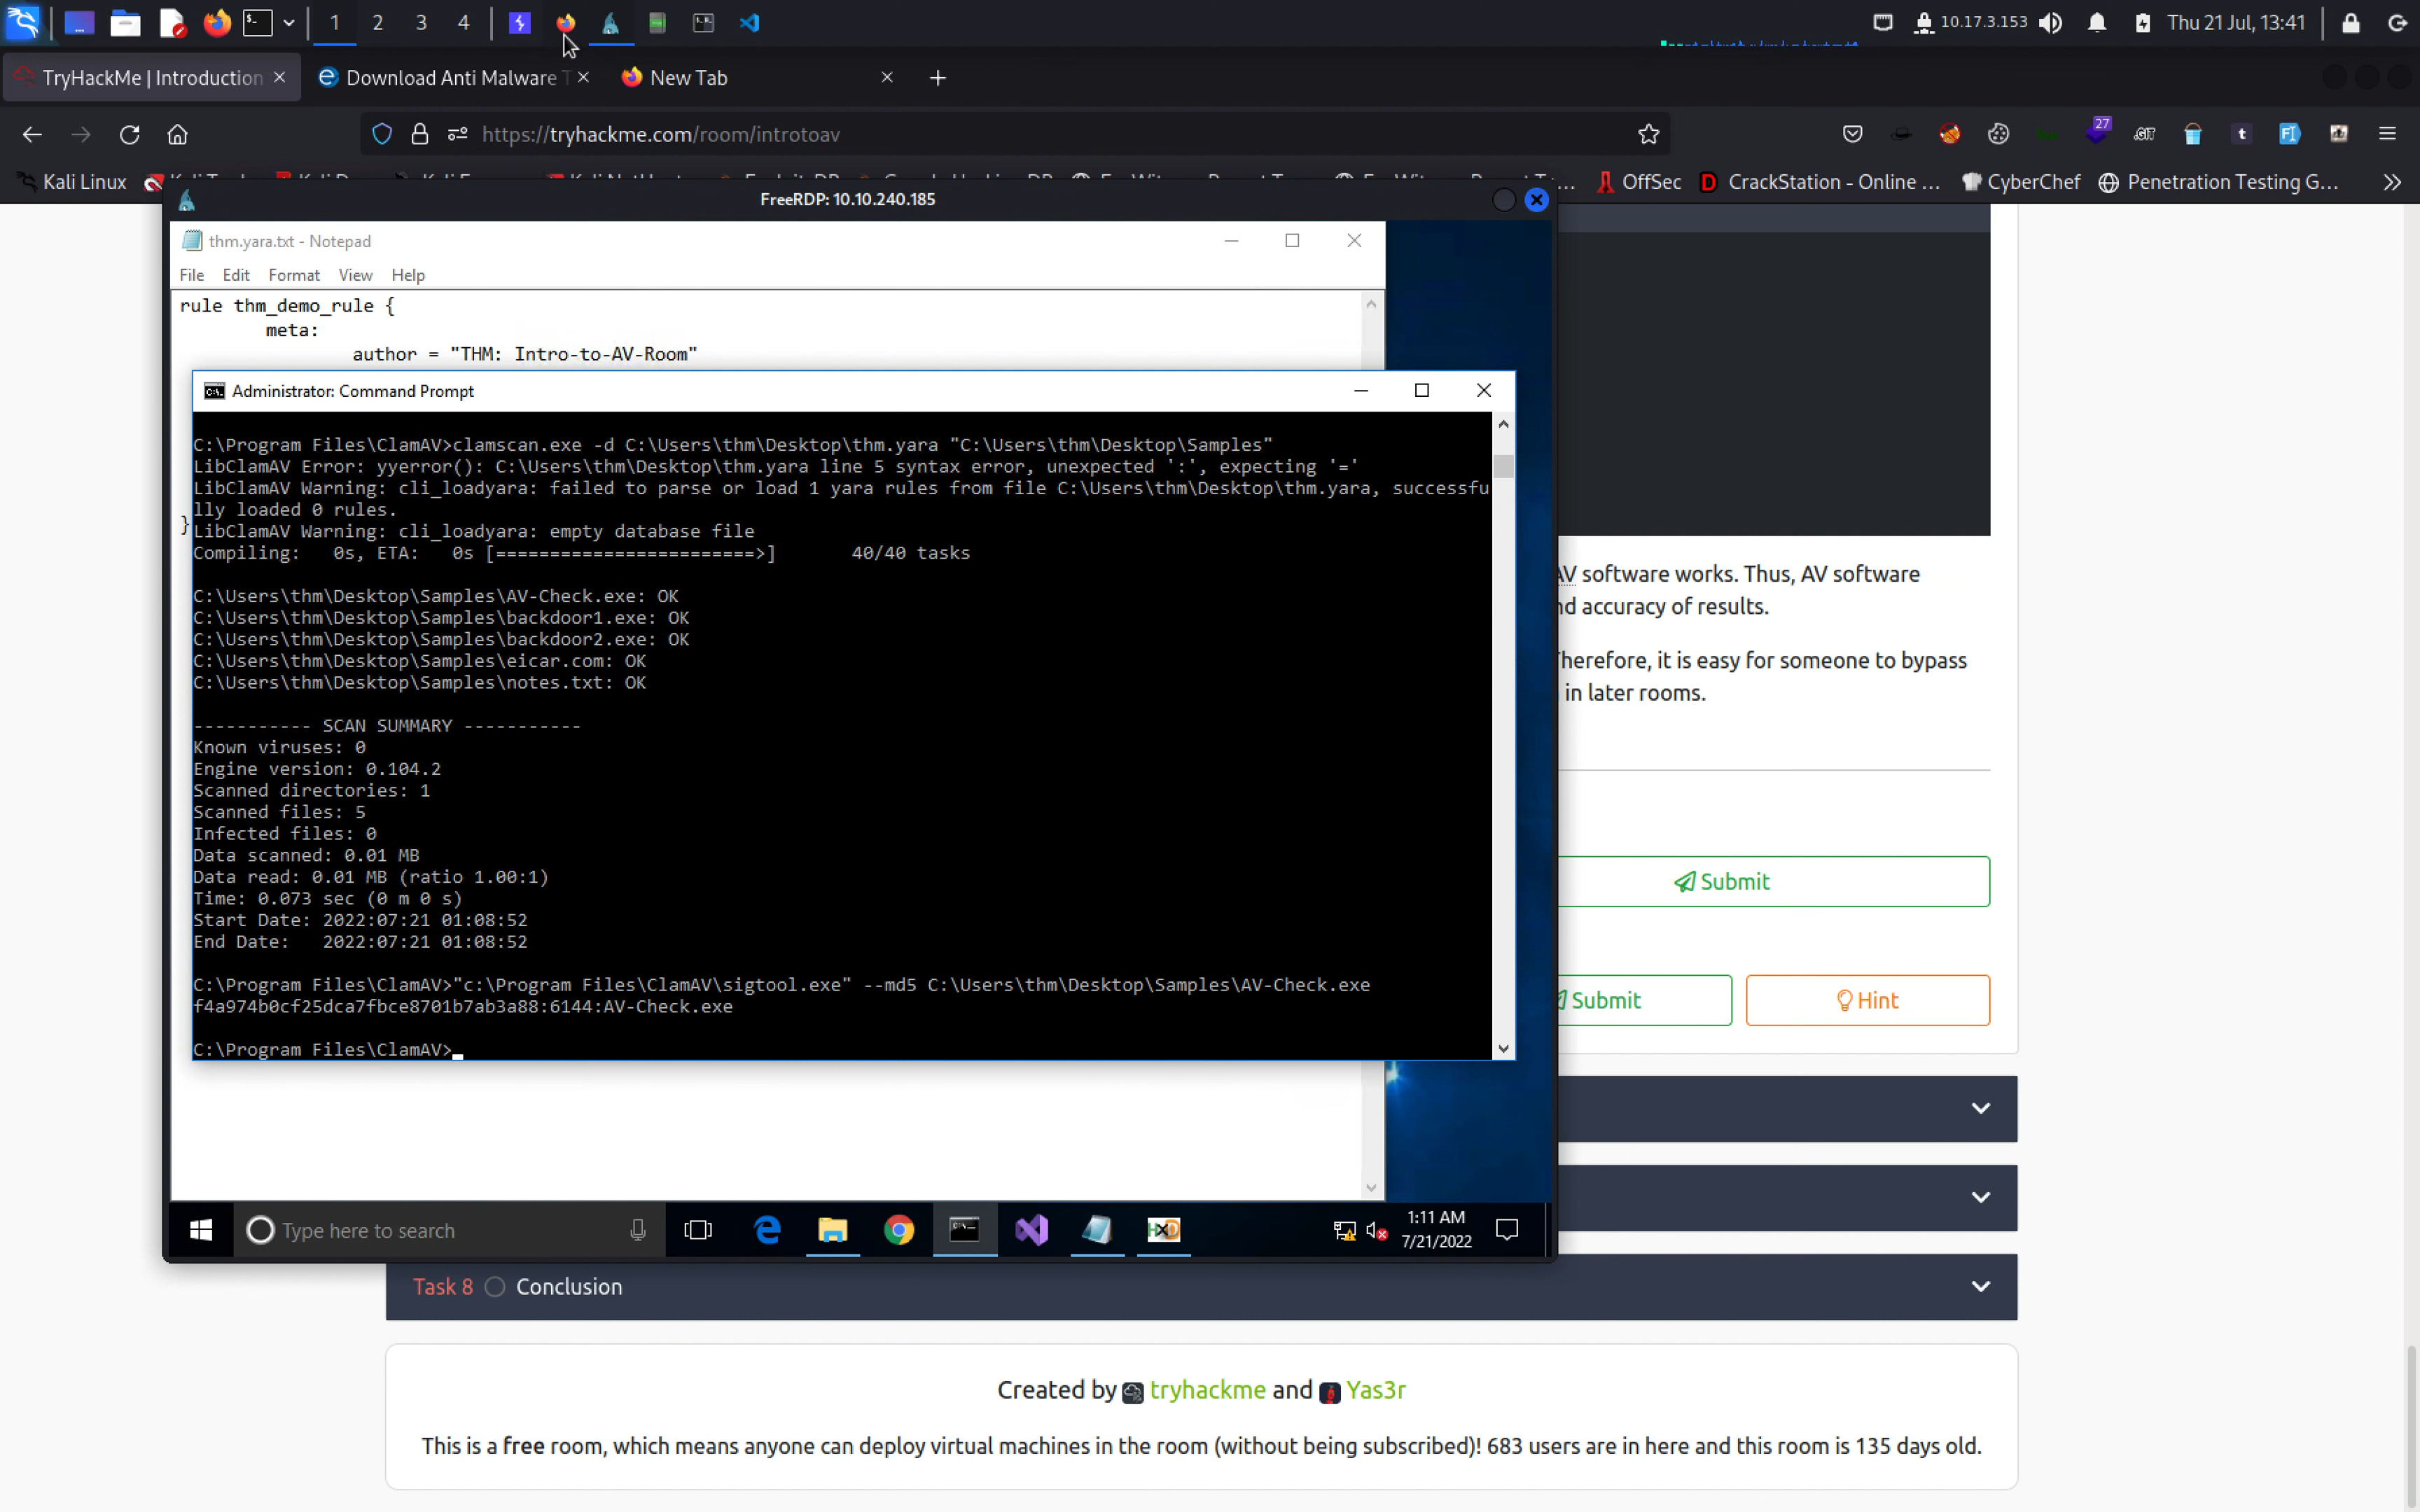 1 2 3 4
10.17.3.153
Thu 21 Jul, 13:41
TryHackMe | Introduction
Download Anti Malware T
New Tab
https://tryhackme.com/room/introtoav
27
Kali Linux
OffSec
CrackStation - Online ...
CyberChef
Penetration Testing G...
FreeRDP: 10.10.240.185
thm.yara.txt - Notepad
File Edit Format View Help
rule thm_demo_rule {
meta:
author = "THM: Intro-to-AV-Room"
}
Administrator: Command Prompt
C:\Program Files\ClamAV>clamscan.exe -d C:\Users\thm\Desktop\thm.yara "C:\Users\thm\Desktop\Samples"
LibClamAV Error: yyerror(): C:\Users\thm\Desktop\thm.yara line 5 syntax error, unexpected ':', expecting '='
LibClamAV Warning: cli_loadyara: failed to parse or load 1 yara rules from file C:\Users\thm\Desktop\thm.yara, successfu
lly loaded 0 rules.
LibClamAV Warning: cli_loadyara: empty database file
Compiling:   0s, ETA:   0s [========================>]       40/40 tasks
C:\Users\thm\Desktop\Samples\AV-Check.exe: OK
C:\Users\thm\Desktop\Samples\backdoor1.exe: OK
C:\Users\thm\Desktop\Samples\backdoor2.exe: OK
C:\Users\thm\Desktop\Samples\eicar.com: OK
C:\Users\thm\Desktop\Samples\notes.txt: OK
----------- SCAN SUMMARY -----------
Known viruses: 0
Engine version: 0.104.2
Scanned directories: 1
Scanned files: 5
Infected files: 0
Data scanned: 0.01 MB
Data read: 0.01 MB (ratio 1.00:1)
Time: 0.073 sec (0 m 0 s)
Start Date: 2022:07:21 01:08:52
End Date:   2022:07:21 01:08:52
C:\Program Files\ClamAV>"c:\Program Files\ClamAV\sigtool.exe" --md5 C:\Users\thm\Desktop\Samples\AV-Check.exe
f4a974b0cf25dca7fbce8701b7ab3a88:6144:AV-Check.exe
C:\Program Files\ClamAV>
AV software works. Thus, AV software
and accuracy of results.
Therefore, it is easy for someone to bypass
in later rooms.
Submit
Submit
Hint
Type here to search
1:11 AM
7/21/2022
Task 8 Conclusion
Created by tryhackme and Yas3r
This is a free room, which means anyone can deploy virtual machines in the room (without being subscribed)! 683 users are in here and this room is 135 days old.